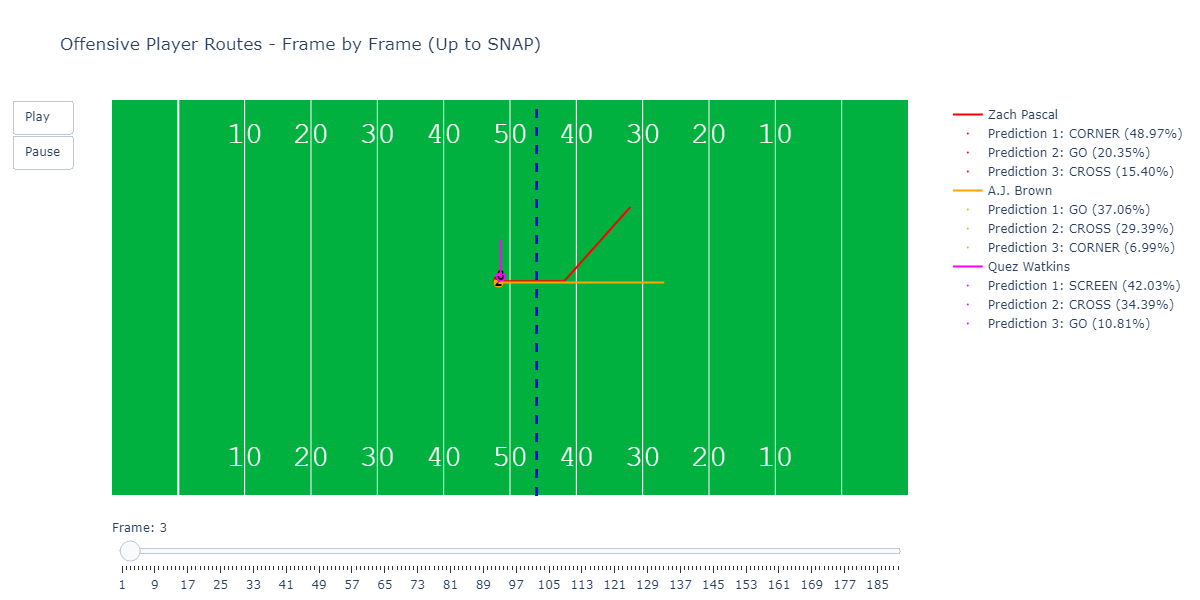 Offensive Player Routes - Frame by Frame (Up to SNAP)
Play
Pause
10 20 30 40 50 40 30 20 10
10 20 30 40 50 40 30 20 10
Zach Pascal
Prediction 1: CORNER (48.97%)
Prediction 2: GO (20.35%)
Prediction 3: CROSS (15.40%)
A.J. Brown
Prediction 1: GO (37.06%)
Prediction 2: CROSS (29.39%)
Prediction 3: CORNER (6.99%)
Quez Watkins
Prediction 1: SCREEN (42.03%)
Prediction 2: CROSS (34.39%)
Prediction 3: GO (10.81%)
Frame: 3
1 9 17 25 33 41 49 57 65 73 81 89 97 105 113 121 129 137 145 153 161 169 177 185